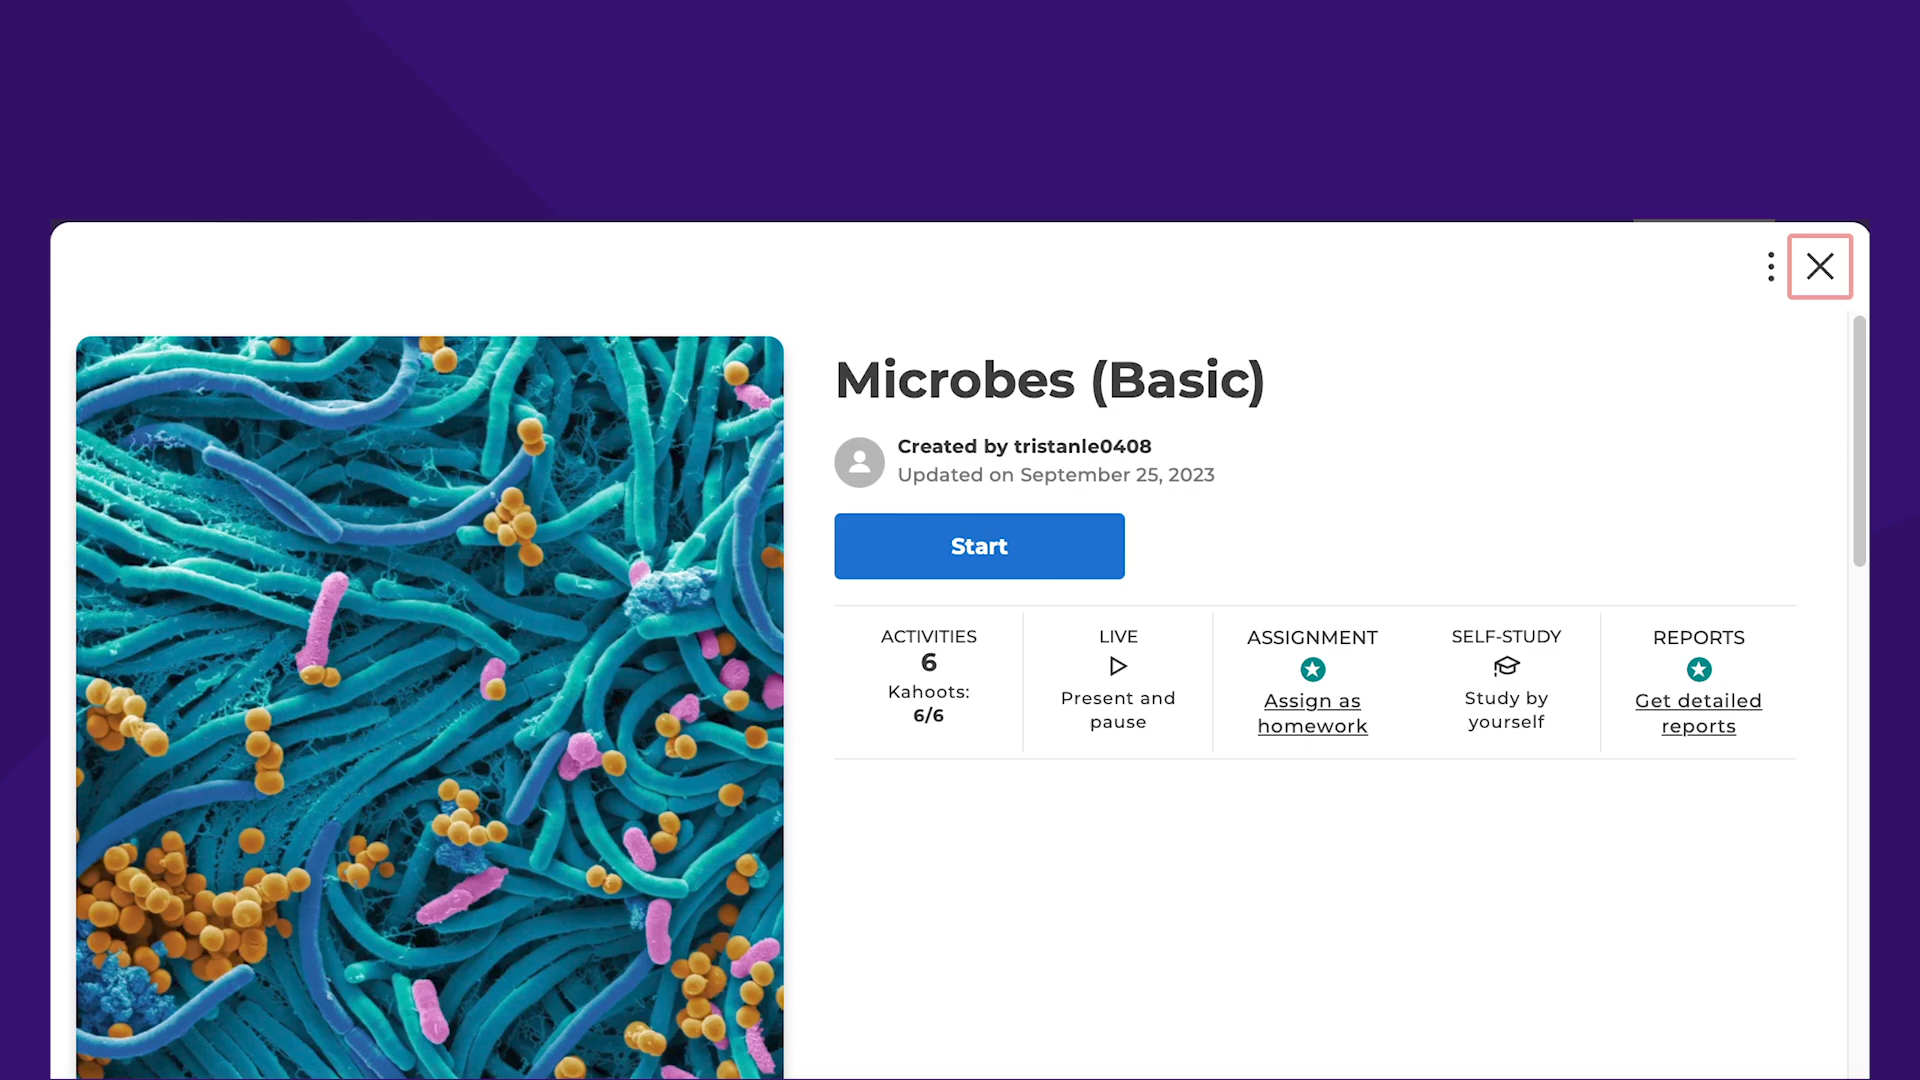 Microbes (Basic)
Created by tristanle0408
Updated on September 25, 2023
Start
ACTIVITIES
6
Kahoots:
6/6
LIVE
Present and
pause
ASSIGNMENT
Assign as
homework
SELF-STUDY
Study by
yourself
REPORTS
Get detailed
reports